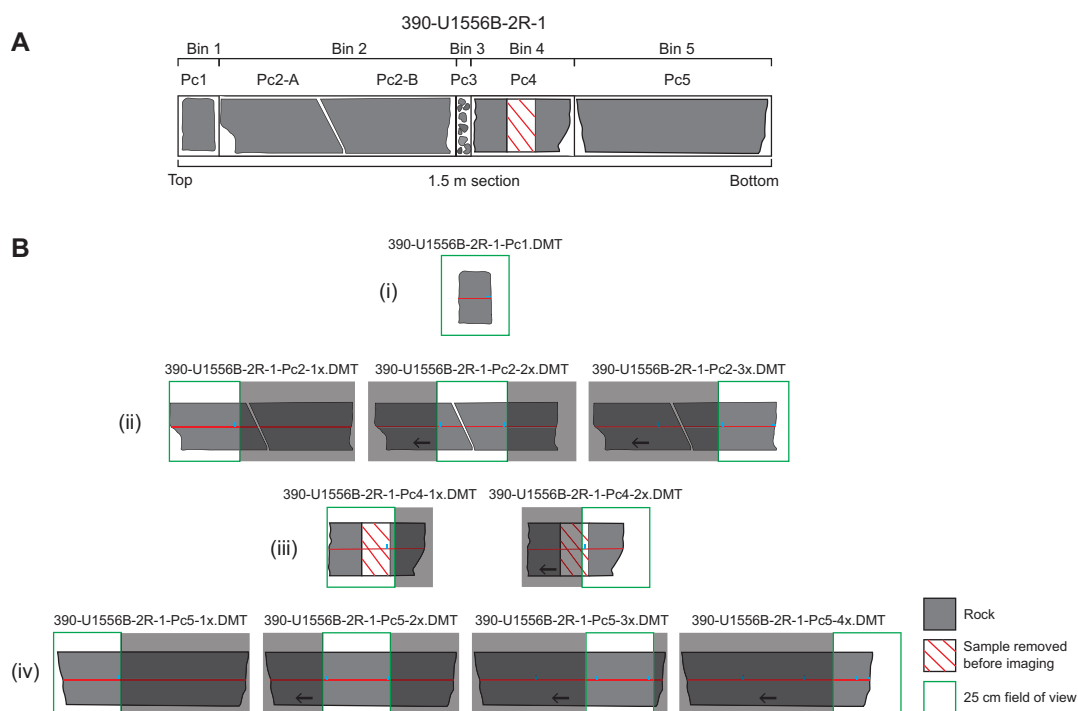 390-U1556B-2R-1
A
Bin 1 Bin 2 Bin 3 Bin 4 Bin 5
Pc1 Pc2-A Pc2-B Pc3 Pc4 Pc5
Top 1.5 m section Bottom
B
390-U1556B-2R-1-Pc1.DMT
(i)
390-U1556B-2R-1-Pc2-1x.DMT 390-U1556B-2R-1-Pc2-2x.DMT 390-U1556B-2R-1-Pc2-3x.DMT
(ii)
390-U1556B-2R-1-Pc4-1x.DMT 390-U1556B-2R-1-Pc4-2x.DMT
(iii)
390-U1556B-2R-1-Pc5-1x.DMT 390-U1556B-2R-1-Pc5-2x.DMT 390-U1556B-2R-1-Pc5-3x.DMT 390-U1556B-2R-1-Pc5-4x.DMT
(iv)
Rock
Sample removed
before imaging
25 cm field of view